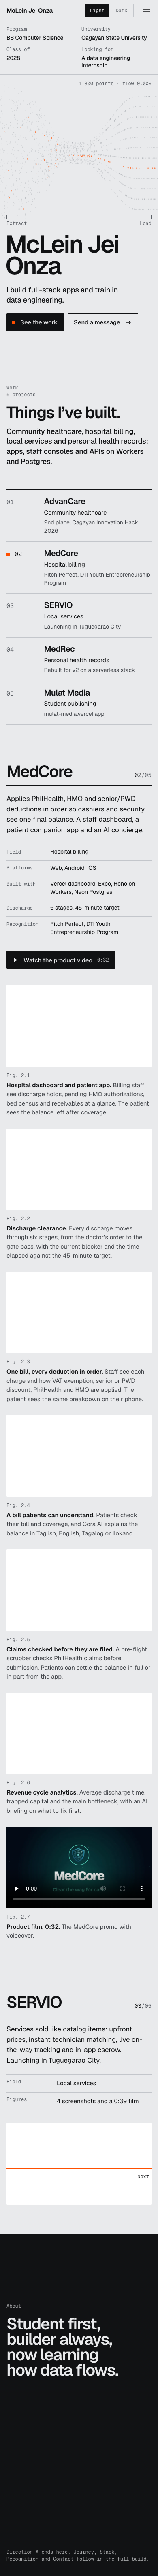 McLein Jei Onza
Light
Dark
Program
BS Computer Science
University
Cagayan State University
Class of
2028
Looking for
A data engineering
internship
1,800 points · flow 0.00×
Extract
Load
McLein Jei
Onza
I build full-stack apps and train in
data engineering.
See the work
Send a message →
Work
5 projects
Things I've built.
Community healthcare, hospital billing,
local services and personal health records:
apps, staff consoles and APIs on Workers
and Postgres.
01
AdvanCare
Community healthcare
2nd place, Cagayan Innovation Hack
2026
02
MedCore
Hospital billing
Pitch Perfect, DTI Youth Entrepreneurship
Program
03
SERVIO
Local services
Launching in Tuguegarao City
04
MedRec
Personal health records
Rebuilt for v2 on a serverless stack
05
Mulat Media
Student publishing
mulat-media.vercel.app
MedCore
02/05
Applies PhilHealth, HMO and senior/PWD
deductions in order so cashiers and security
see one final balance. A staff dashboard, a
patient companion app and an AI concierge.
Field
Hospital billing
Platforms
Web, Android, iOS
Built with
Vercel dashboard, Expo, Hono on
Workers, Neon Postgres
Discharge
6 stages, 45-minute target
Recognition
Pitch Perfect, DTI Youth
Entrepreneurship Program
Watch the product video 0:32
Fig. 2.1
Hospital dashboard and patient app. Billing staff
see discharge holds, pending HMO authorizations,
bed census and receivables at a glance. The patient
sees the balance left after coverage.
Fig. 2.2
Discharge clearance. Every discharge moves
through six stages, from the doctor's order to the
gate pass, with the current blocker and the time
elapsed against the 45-minute target.
Fig. 2.3
One bill, every deduction in order. Staff see each
charge and how VAT exemption, senior or PWD
discount, PhilHealth and HMO are applied. The
patient sees the same breakdown on their phone.
Fig. 2.4
A bill patients can understand. Patients check
their bill and coverage, and Cora AI explains the
balance in Taglish, English, Tagalog or Ilokano.
Fig. 2.5
Claims checked before they are filed. A pre-flight
scrubber checks PhilHealth claims before
submission. Patients can settle the balance in full or
in part from the app.
Fig. 2.6
Revenue cycle analytics. Average discharge time,
trapped capital and the main bottleneck, with an AI
briefing on what to fix first.
MedCore
0:00
Fig. 2.7
Product film, 0:32. The MedCore promo with
voiceover.
SERVIO
03/05
Services sold like catalog items: upfront
prices, instant technician matching, live on-
the-way tracking and in-app escrow.
Launching in Tuguegarao City.
Field
Local services
Figures
4 screenshots and a 0:39 film
Next
About
Student first,
builder always,
now learning
how data flows.
Direction A ends here. Journey, Stack,
Recognition and Contact follow in the full build.